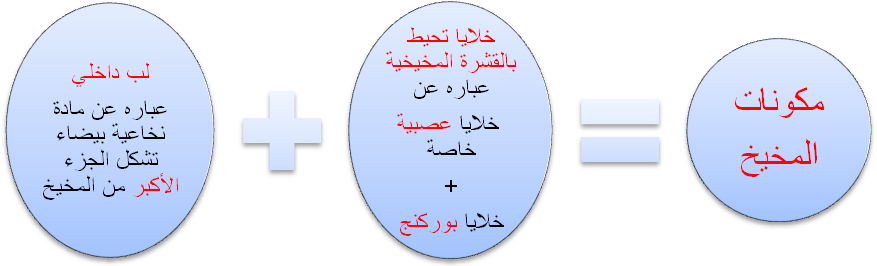 مكونات
المخيخ
=
خلايا تحيط
بالقشرة المخيخية
عباره عن
خلايا عصبية
خاصة
+
خلايا بوركنج
+
لب داخلي
عباره عن مادة
نخاعية بيضاء
تشكل الجزء
الأكبر من المخيخ